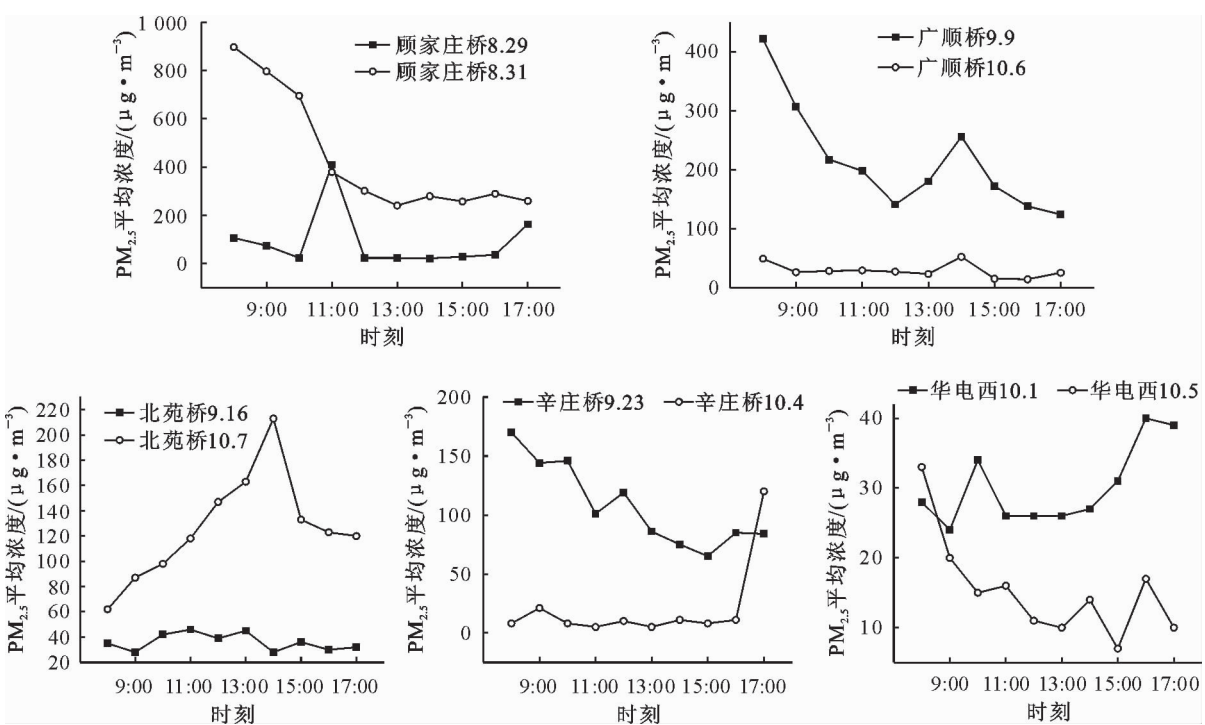 1 000
800
600
400
200
0
PM2.5平均浓度/(μg·m⁻³)
顾家庄桥8.29
顾家庄桥8.31
9:00 11:00 13:00 15:00 17:00
时刻
400
300
200
100
0
PM2.5平均浓度/(μg·m⁻³)
广顺桥9.9
广顺桥10.6
9:00 11:00 13:00 15:00 17:00
时刻
220
200
180
160
140
120
100
80
60
40
20
PM2.5平均浓度/(μg·m⁻³)
北苑桥9.16
北苑桥10.7
9:00 11:00 13:00 15:00 17:00
时刻
200
150
100
50
0
PM2.5平均浓度/(μg·m⁻³)
辛庄桥9.23 辛庄桥10.4
9:00 11:00 13:00 15:00 17:00
时刻
华电西10.1 华电西10.5
40
30
20
10
PM2.5平均浓度/(μg·m⁻³)
9:00 11:00 13:00 15:00 17:00
时刻